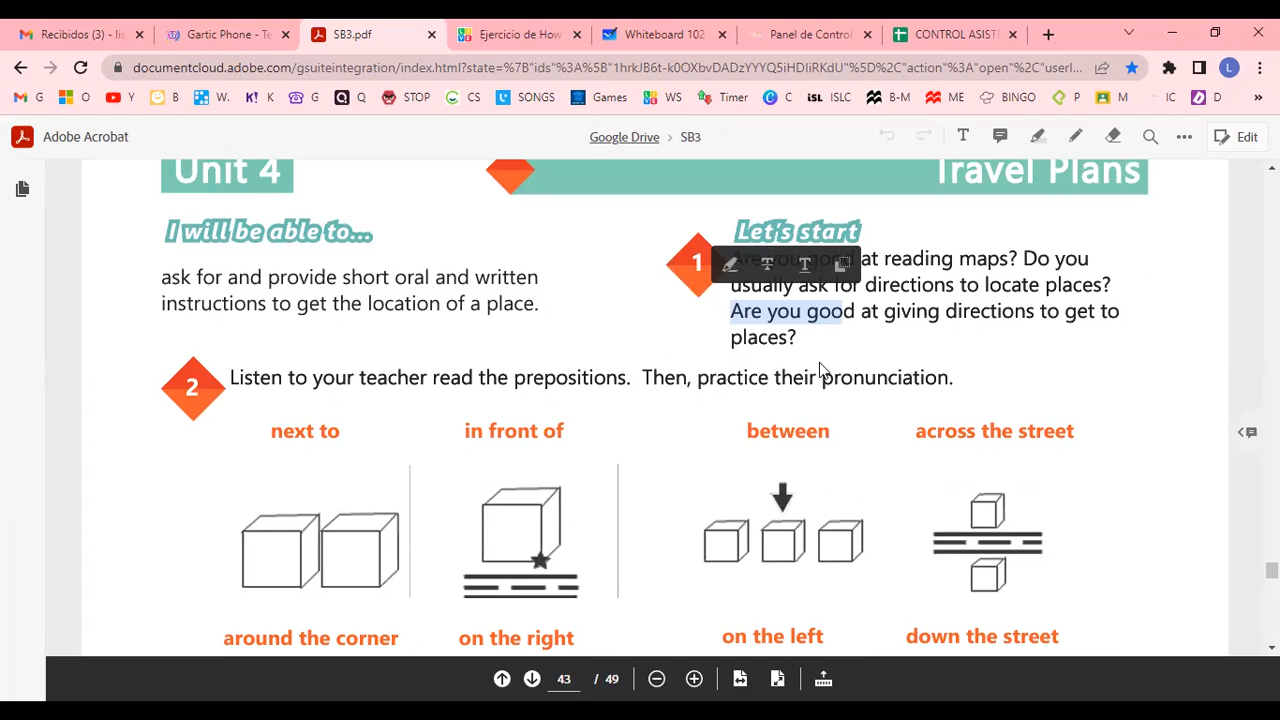 Recibidos (3) - lis
Gartic Phone - Te
SB3.pdf
Ejercicio de How
Whiteboard 102
Panel de Control
CONTROL ASISTE
documentcloud.adobe.com/gsuiteintegration/index.html?state=%7B"ids"%3A%5B"1hrkJB6t-k0OXbvDADzYYYQ5iHDIiRKdU"%5D%2C"action"%3A"open"%2C"userI...
L
G
O
Y
B
W.
K!
G
Q
STOP
CS
SONGS
Games
WS
Timer
C
ISLC
B-M
ME
BINGO
P
M
IC
D
»
Adobe Acrobat
Google Drive > SB3
Edit
Unit 4
Travel Plans
I will be able to...
ask for and provide short oral and written
instructions to get the location of a place.
Let's start
1
Are you good at reading maps? Do you
usually ask for directions to locate places?
Are you good at giving directions to get to
places?
2
Listen to your teacher read the prepositions. Then, practice their pronunciation.
next to
in front of
between
across the street
around the corner
on the right
on the left
down the street
43 / 49